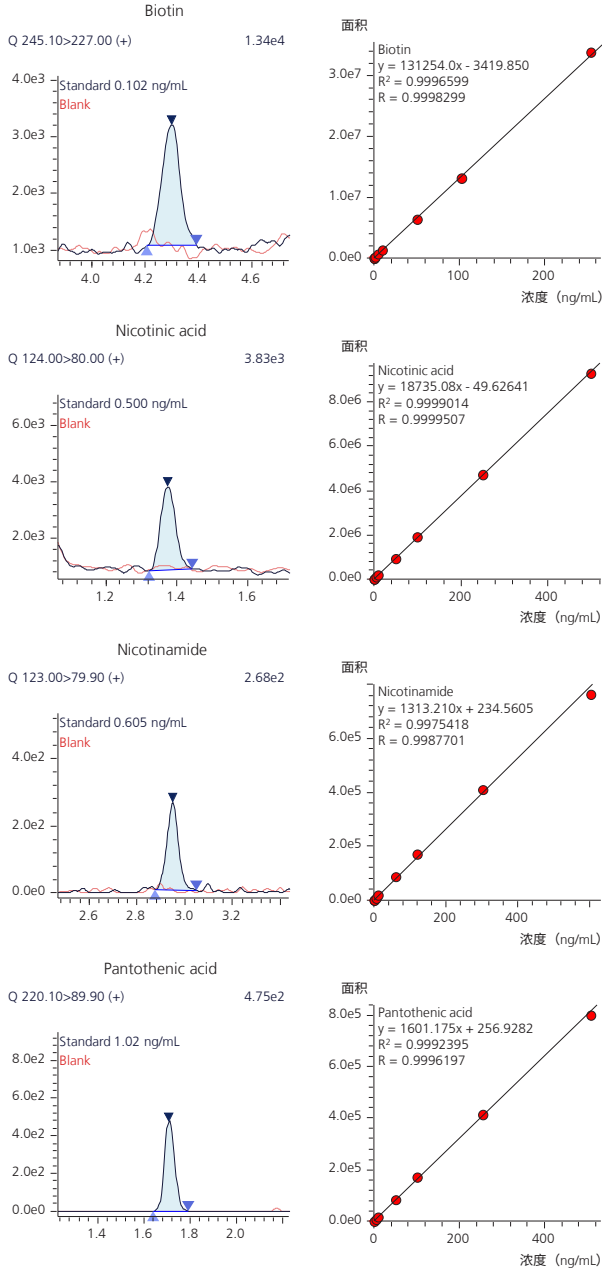 Biotin
Q 245.10>227.00 (+) 1.34e4
Standard 0.102 ng/mL
Blank
4.0e3
3.0e3
2.0e3
1.0e3
4.0 4.2 4.4 4.6
面积
Biotin
y = 131254.0x - 3419.850
R² = 0.9996599
R = 0.9998299
3.0e7
2.0e7
1.0e7
0.0e0
0 100 200
浓度（ng/mL）
Nicotinic acid
Q 124.00>80.00 (+) 3.83e3
Standard 0.500 ng/mL
Blank
6.0e3
4.0e3
2.0e3
1.2 1.4 1.6
面积
Nicotinic acid
y = 18735.08x - 49.62641
R² = 0.9999014
R = 0.9999507
8.0e6
6.0e6
4.0e6
2.0e6
0.0e0
0 200 400
浓度（ng/mL）
Nicotinamide
Q 123.00>79.90 (+) 2.68e2
Standard 0.605 ng/mL
Blank
4.0e2
2.0e2
0.0e0
2.6 2.8 3.0 3.2
面积
Nicotinamide
y = 1313.210x + 234.5605
R² = 0.9975418
R = 0.9987701
6.0e5
4.0e5
2.0e5
0.0e0
0 200 400
浓度（ng/mL）
Pantothenic acid
Q 220.10>89.90 (+) 4.75e2
Standard 1.02 ng/mL
Blank
8.0e2
6.0e2
4.0e2
2.0e2
0.0e0
1.4 1.6 1.8 2.0
面积
Pantothenic acid
y = 1601.175x + 256.9282
R² = 0.9992395
R = 0.9996197
8.0e5
6.0e5
4.0e5
2.0e5
0.0e0
0 200 400
浓度（ng/mL）